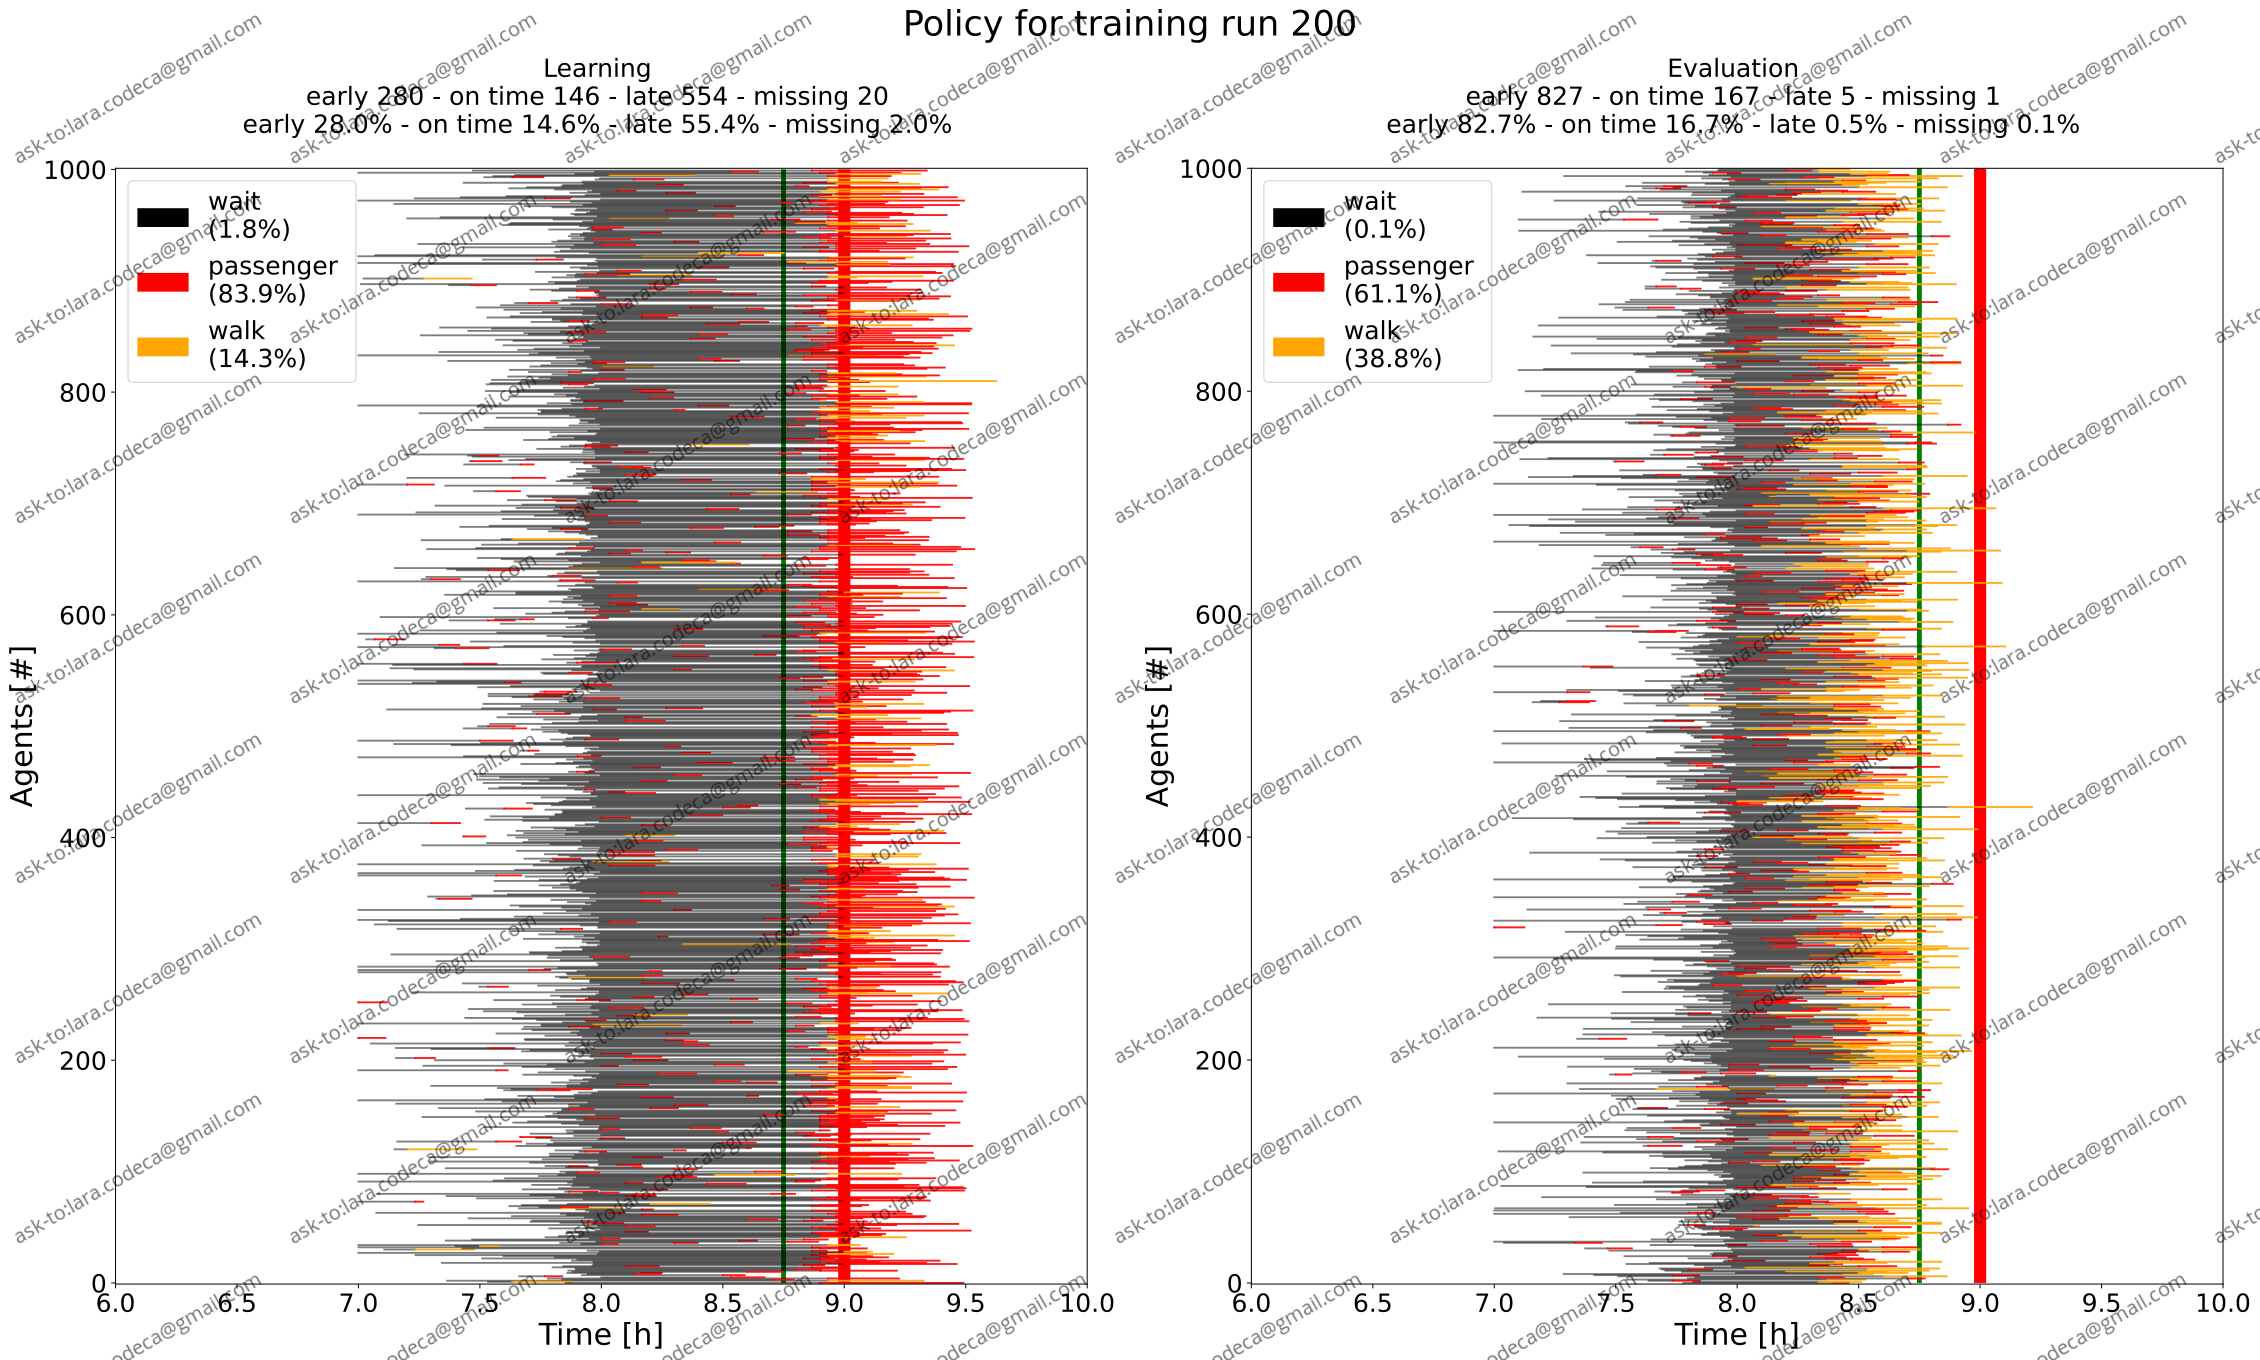 Policy for training run 200
Learning
early 280 - on time 146 - late 554 - missing 20
early 28.0% - on time 14.6% - late 55.4% - missing 2.0%
1000
800
600
400
200
0
Agents [#]
wait
(1.8%)
passenger
(83.9%)
walk
(14.3%)
6.0 6.5 7.0 7.5 8.0 8.5 9.0 9.5 10.0
Time [h]
Evaluation
early 827 - on time 167 - late 5 - missing 1
early 82.7% - on time 16.7% - late 0.5% - missing 0.1%
1000
800
600
400
200
0
Agents [#]
wait
(0.1%)
passenger
(61.1%)
walk
(38.8%)
6.0 6.5 7.0 7.5 8.0 8.5 9.0 9.5 10.0
Time [h]
ask-to:lara.codeca@gmail.com